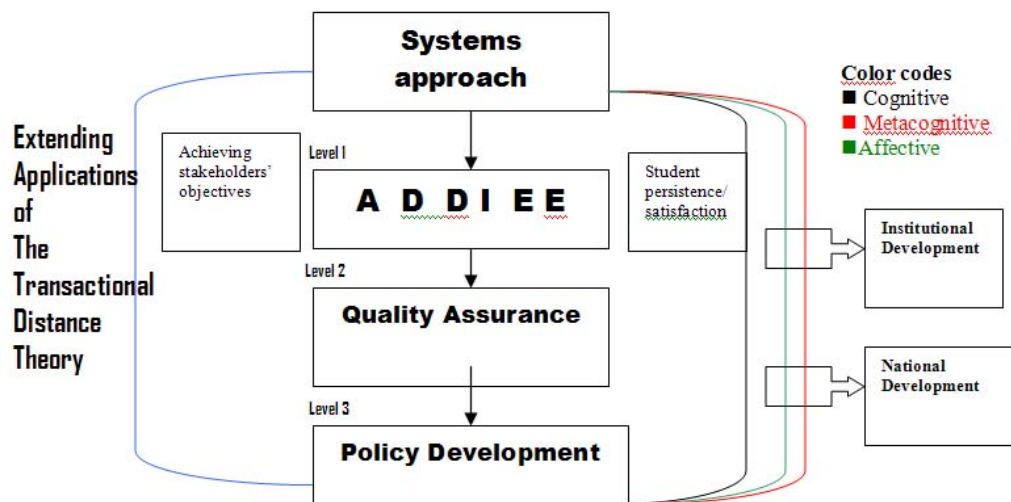 Systems
approach
Color codes
Cognitive
Metacognitive
Affective
Extending
Applications
of
The
Transactional
Distance
Theory
Achieving
stakeholders'
objectives
Level 1
A D D I E E
Student
persistence/
satisfaction
Institutional
Development
Level 2
Quality Assurance
National
Development
Level 3
Policy Development